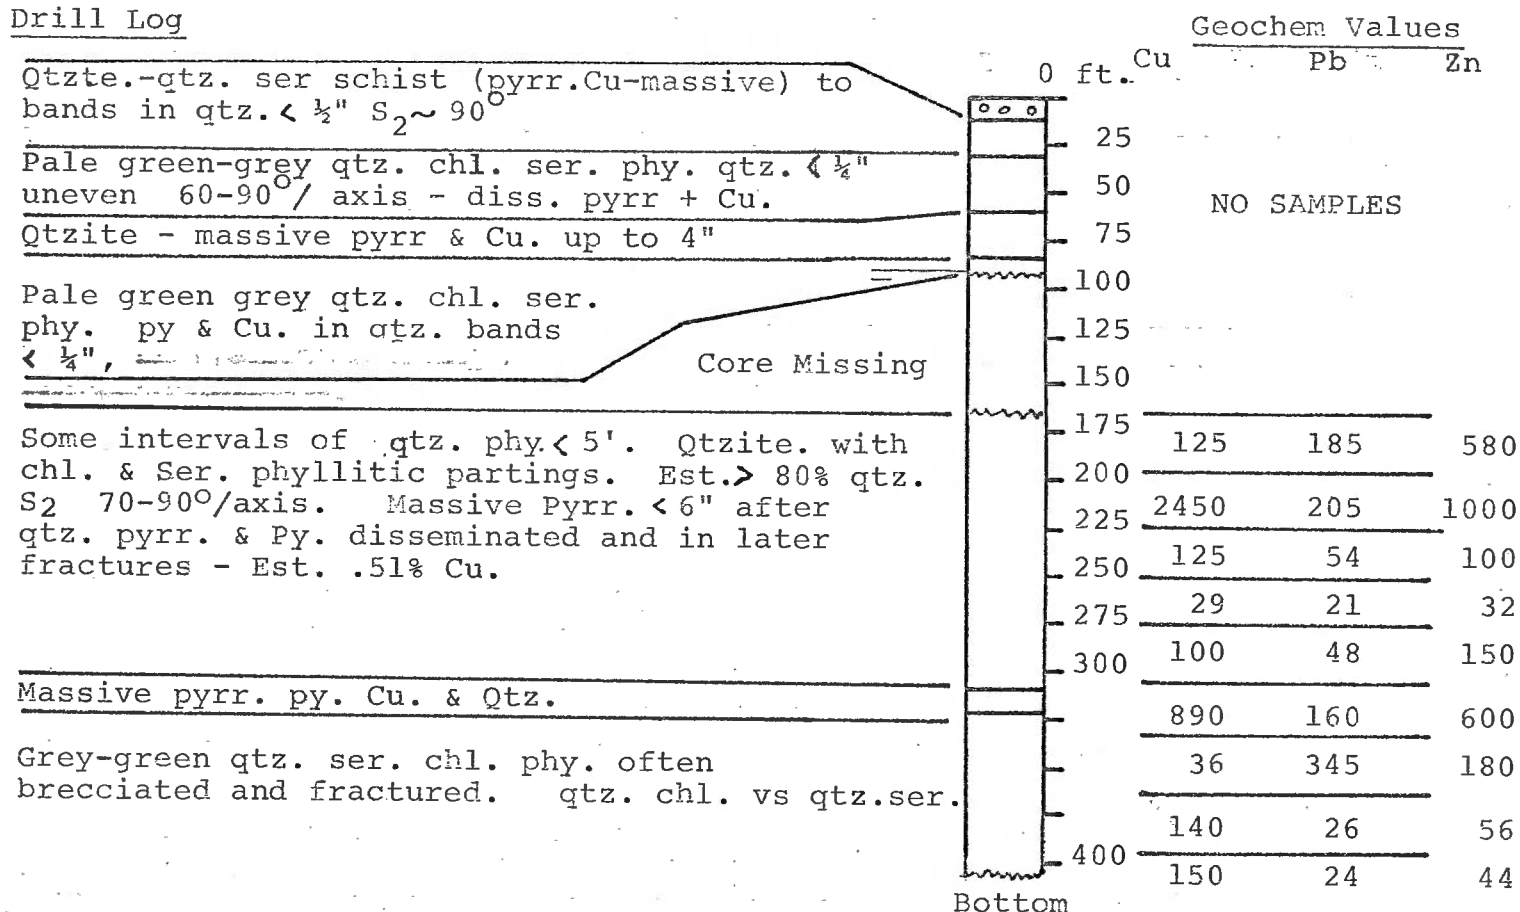 Drill Log
Geochem Values
0 ft. Cu Pb Zn
Qtzte.-qtz. ser schist (pyrr.Cu-massive) to
bands in qtz.< ½" S2~ 90°
25
Pale green-grey qtz. chl. ser. phy. qtz. < ¼"
uneven 60-90°/ axis - diss. pyrr + Cu.
50
NO SAMPLES
Qtzite - massive pyrr & Cu. up to 4"
75
100
Pale green grey qtz. chl. ser.
phy. py & Cu. in qtz. bands
< ¼",
125
Core Missing
150
175
Some intervals of qtz. phy.< 5'. Qtzite. with
chl. & Ser. phyllitic partings. Est.> 80% qtz.
S2 70-90°/axis. Massive Pyrr. < 6" after
qtz. pyrr. & Py. disseminated and in later
fractures - Est. .51% Cu.
125 185 580
200
2450 205 1000
225
125 54 100
250
29 21 32
275
100 48 150
300
Massive pyrr. py. Cu. & Qtz.
890 160 600
Grey-green qtz. ser. chl. phy. often
brecciated and fractured. qtz. chl. vs qtz.ser.
36 345 180
140 26 56
400
150 24 44
Bottom